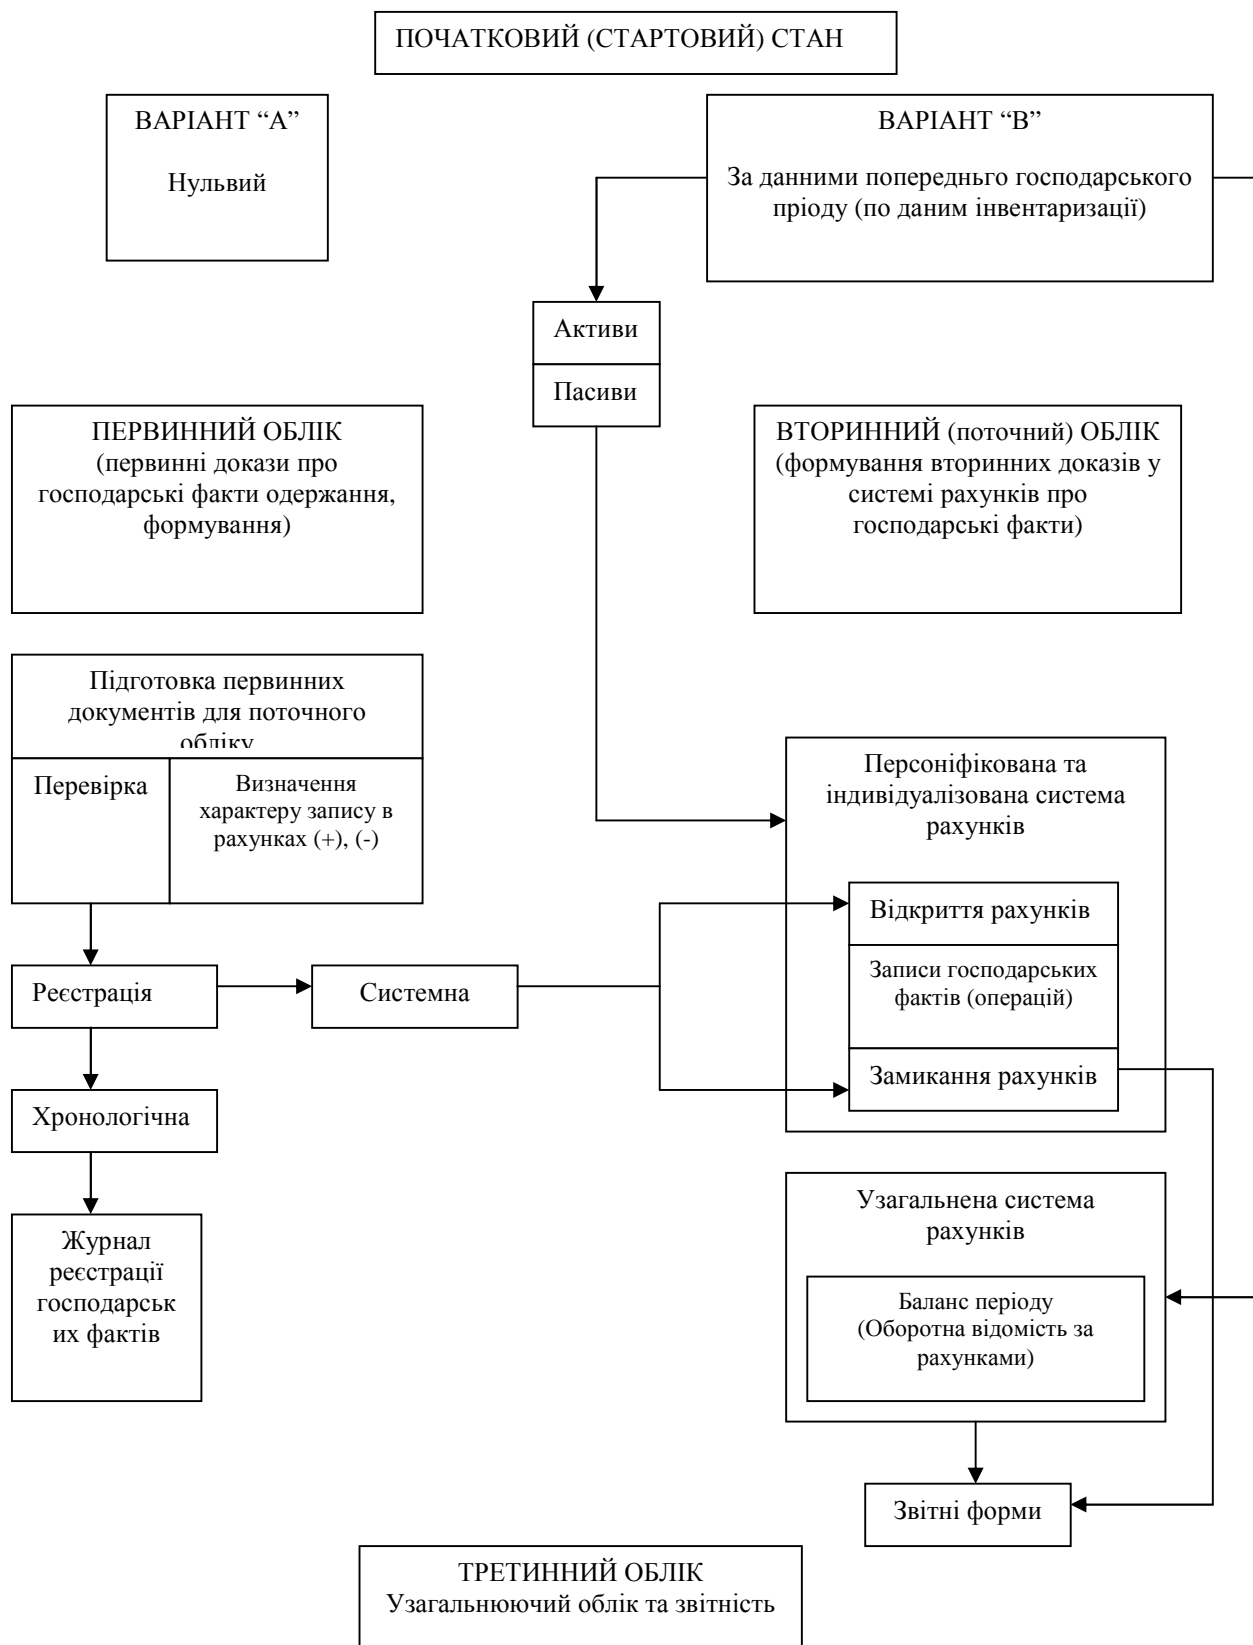 ПОЧАТКОВИЙ (СТАРТОВИЙ) СТАН
ВАРІАНТ “А”
Нульвий
ВАРІАНТ “В”
За данними попередньго господарського
пріоду (по даним інвентаризації)
Активи
Пасиви
ПЕРВИННИЙ ОБЛІК
(первинні докази про
господарські факти одержання,
формування)
ВТОРИННИЙ (поточний) ОБЛІК
(формування вторинних доказів у
системі рахунків про
господарські факти)
Підготовка первинних
документів для поточного
обліку
Перевірка
Визначення
характеру запису в
рахунках (+), (-)
Персоніфікована та
індивідуалізована система
рахунків
Відкриття рахунків
Записи господарських
фактів (операцій)
Замикання рахунків
Реєстрація
Системна
Хронологічна
Журнал
реєстрації
господарськ
их фактів
Узагальнена система
рахунків
Баланс періоду
(Оборотна відомість за
рахунками)
Звітні форми
ТРЕТИННИЙ ОБЛІК
Узагальнюючий облік та звітність